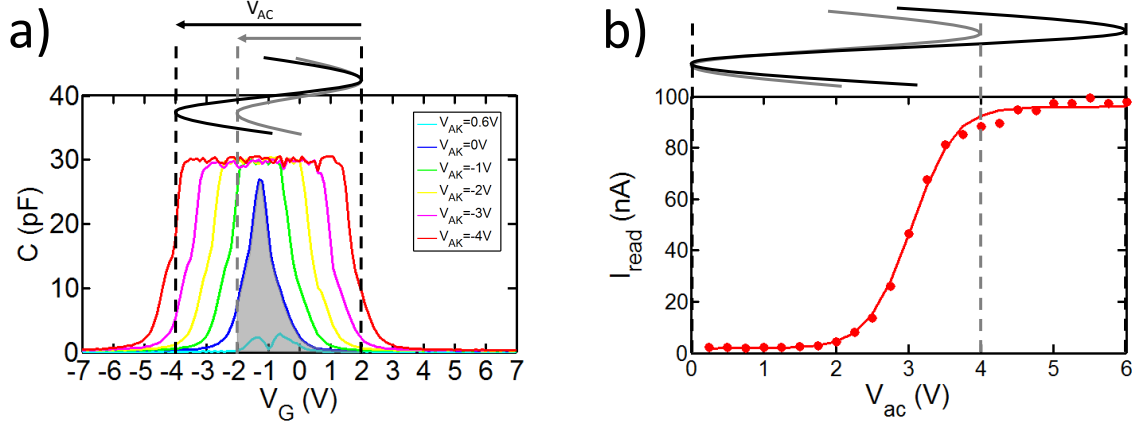 a)
V_AC
40
30
20
10
0
C (pF)
V_AK=0.6V
V_AK=0V
V_AK=-1V
V_AK=-2V
V_AK=-3V
V_AK=-4V
-7 -6 -5 -4 -3 -2 -1 0 1 2 3 4 5 6 7
V_G (V)
b)
100
80
60
40
20
0
I_read (nA)
0 1 2 3 4 5 6
V_ac (V)